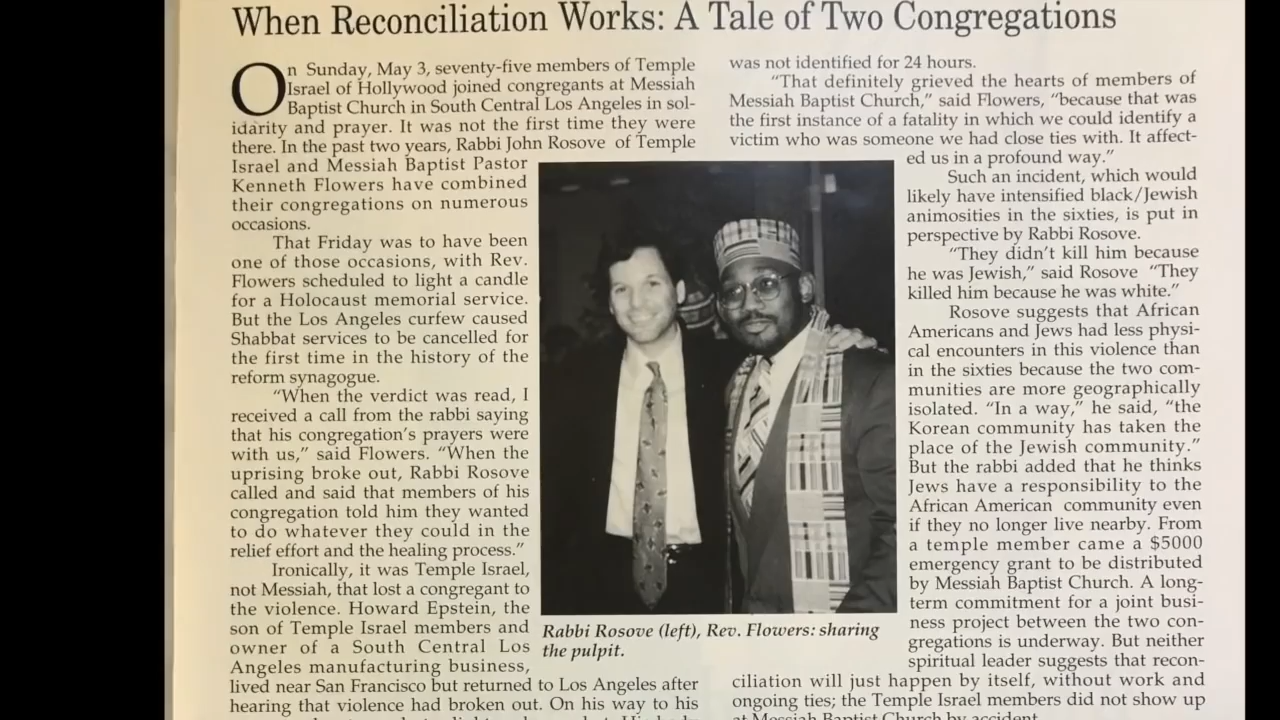 When Reconciliation Works: A Tale of Two Congregations
On Sunday, May 3, seventy-five members of Temple
Israel of Hollywood joined congregants at Messiah
Baptist Church in South Central Los Angeles in sol-
idarity and prayer. It was not the first time they were
there. In the past two years, Rabbi John Rosove of Temple
Israel and Messiah Baptist Pastor
Kenneth Flowers have combined
their congregations on numerous
occasions.
That Friday was to have been
one of those occasions, with Rev.
Flowers scheduled to light a candle
for a Holocaust memorial service.
But the Los Angeles curfew caused
Shabbat services to be cancelled for
the first time in the history of the
reform synagogue.
"When the verdict was read, I
received a call from the rabbi saying
that his congregation's prayers were
with us," said Flowers. "When the
uprising broke out, Rabbi Rosove
called and said that members of his
congregation told him they wanted
to do whatever they could in the
relief effort and the healing process."
Ironically, it was Temple Israel,
not Messiah, that lost a congregant to
the violence. Howard Epstein, the
son of Temple Israel members and
owner of a South Central Los
Angeles manufacturing business,
lived near San Francisco but returned to Los Angeles after
hearing that violence had broken out. On his way to his
was not identified for 24 hours.
"That definitely grieved the hearts of members of
Messiah Baptist Church," said Flowers, "because that was
the first instance of a fatality in which we could identify a
victim who was someone we had close ties with. It affect-
ed us in a profound way."
Such an incident, which would
likely have intensified black/Jewish
animosities in the sixties, is put in
perspective by Rabbi Rosove.
"They didn't kill him because
he was Jewish," said Rosove "They
killed him because he was white."
Rosove suggests that African
Americans and Jews had less physi-
cal encounters in this violence than
in the sixties because the two com-
munities are more geographically
isolated. "In a way," he said, "the
Korean community has taken the
place of the Jewish community."
But the rabbi added that he thinks
Jews have a responsibility to the
African American community even
if they no longer live nearby. From
a temple member came a $5000
emergency grant to be distributed
by Messiah Baptist Church. A long-
term commitment for a joint busi-
ness project between the two con-
gregations is underway. But neither
spiritual leader suggests that recon-
ciliation will just happen by itself, without work and
ongoing ties; the Temple Israel members did not show up
at Messiah Baptist Church by accident.
Rabbi Rosove (left), Rev. Flowers: sharing
the pulpit.